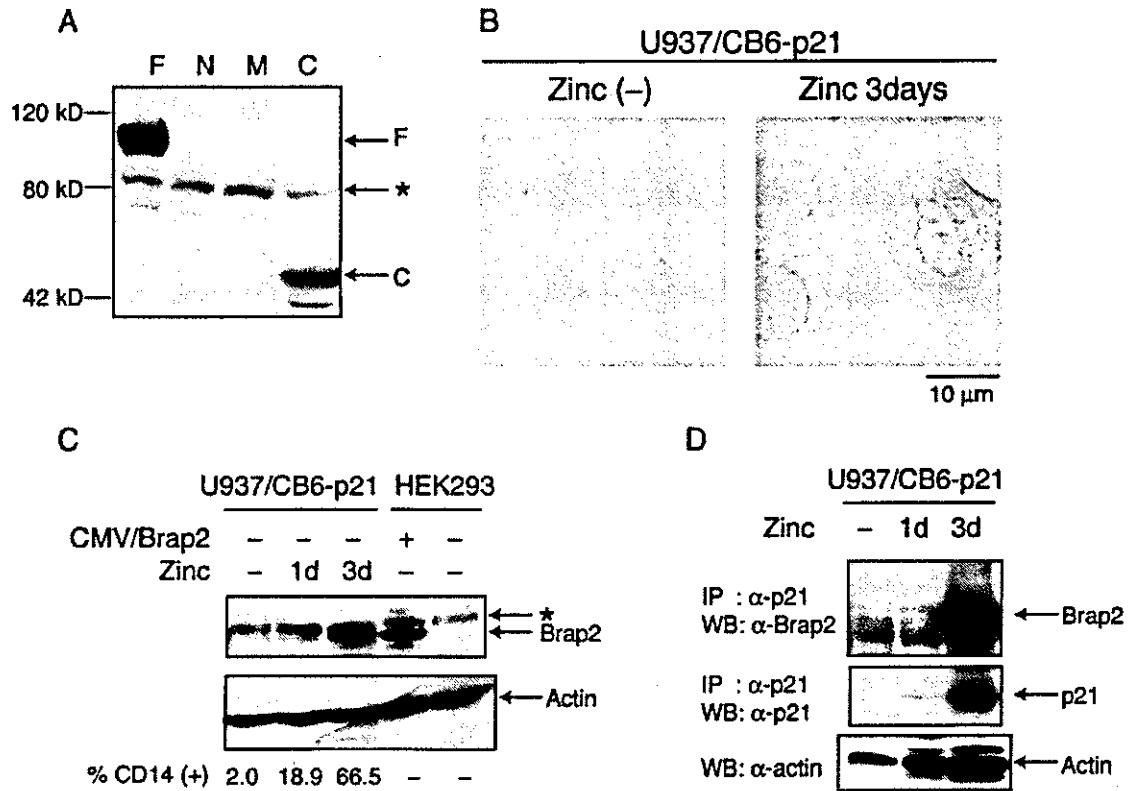 A
F N M C
120 kD
F
80 kD
*
C
42 kD
B
U937/CB6-p21
Zinc (–) Zinc 3days
10 µm
C
U937/CB6-p21 HEK293
CMV/Brap2 – – – + –
Zinc – 1d 3d – –
*
Brap2
Actin
% CD14 (+) 2.0 18.9 66.5 – –
D
U937/CB6-p21
Zinc – 1d 3d
IP : α-p21
WB: α-Brap2
Brap2
IP : α-p21
WB: α-p21
p21
WB: α-actin
Actin